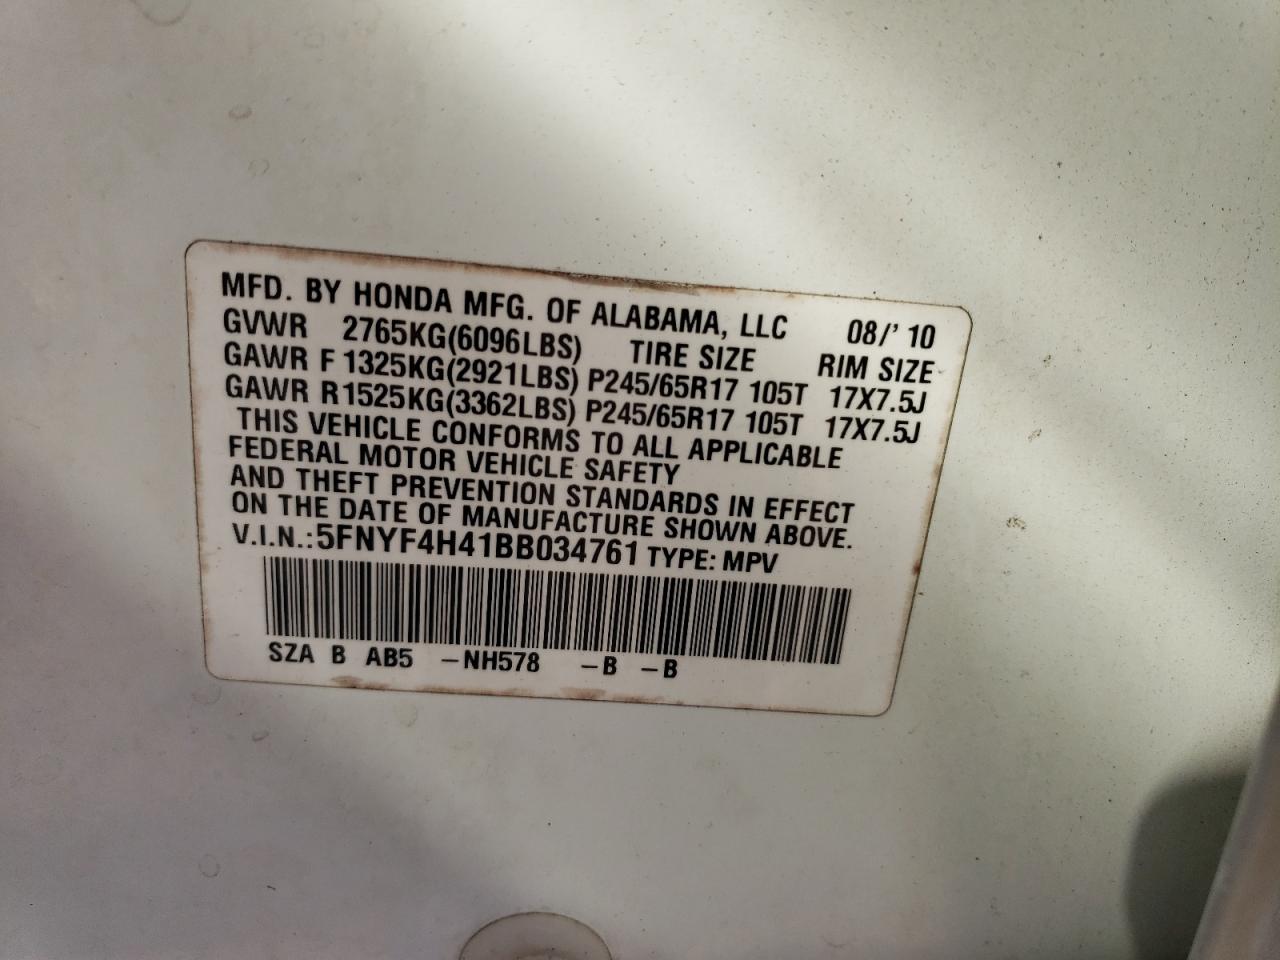 MFD. BY HONDA MFG. OF ALABAMA, LLC 08/' 10
GVWR 2765KG(6096LBS) TIRE SIZE RIM SIZE
GAWR F 1325KG(2921LBS) P245/65R17 105T 17X7.5J
GAWR R 1525KG(3362LBS) P245/65R17 105T 17X7.5J
THIS VEHICLE CONFORMS TO ALL APPLICABLE
FEDERAL MOTOR VEHICLE SAFETY
AND THEFT PREVENTION STANDARDS IN EFFECT
ON THE DATE OF MANUFACTURE SHOWN ABOVE.
V.I.N.:5FNYF4H41BB034761 TYPE: MPV
SZA B AB5 -NH578 -B -B